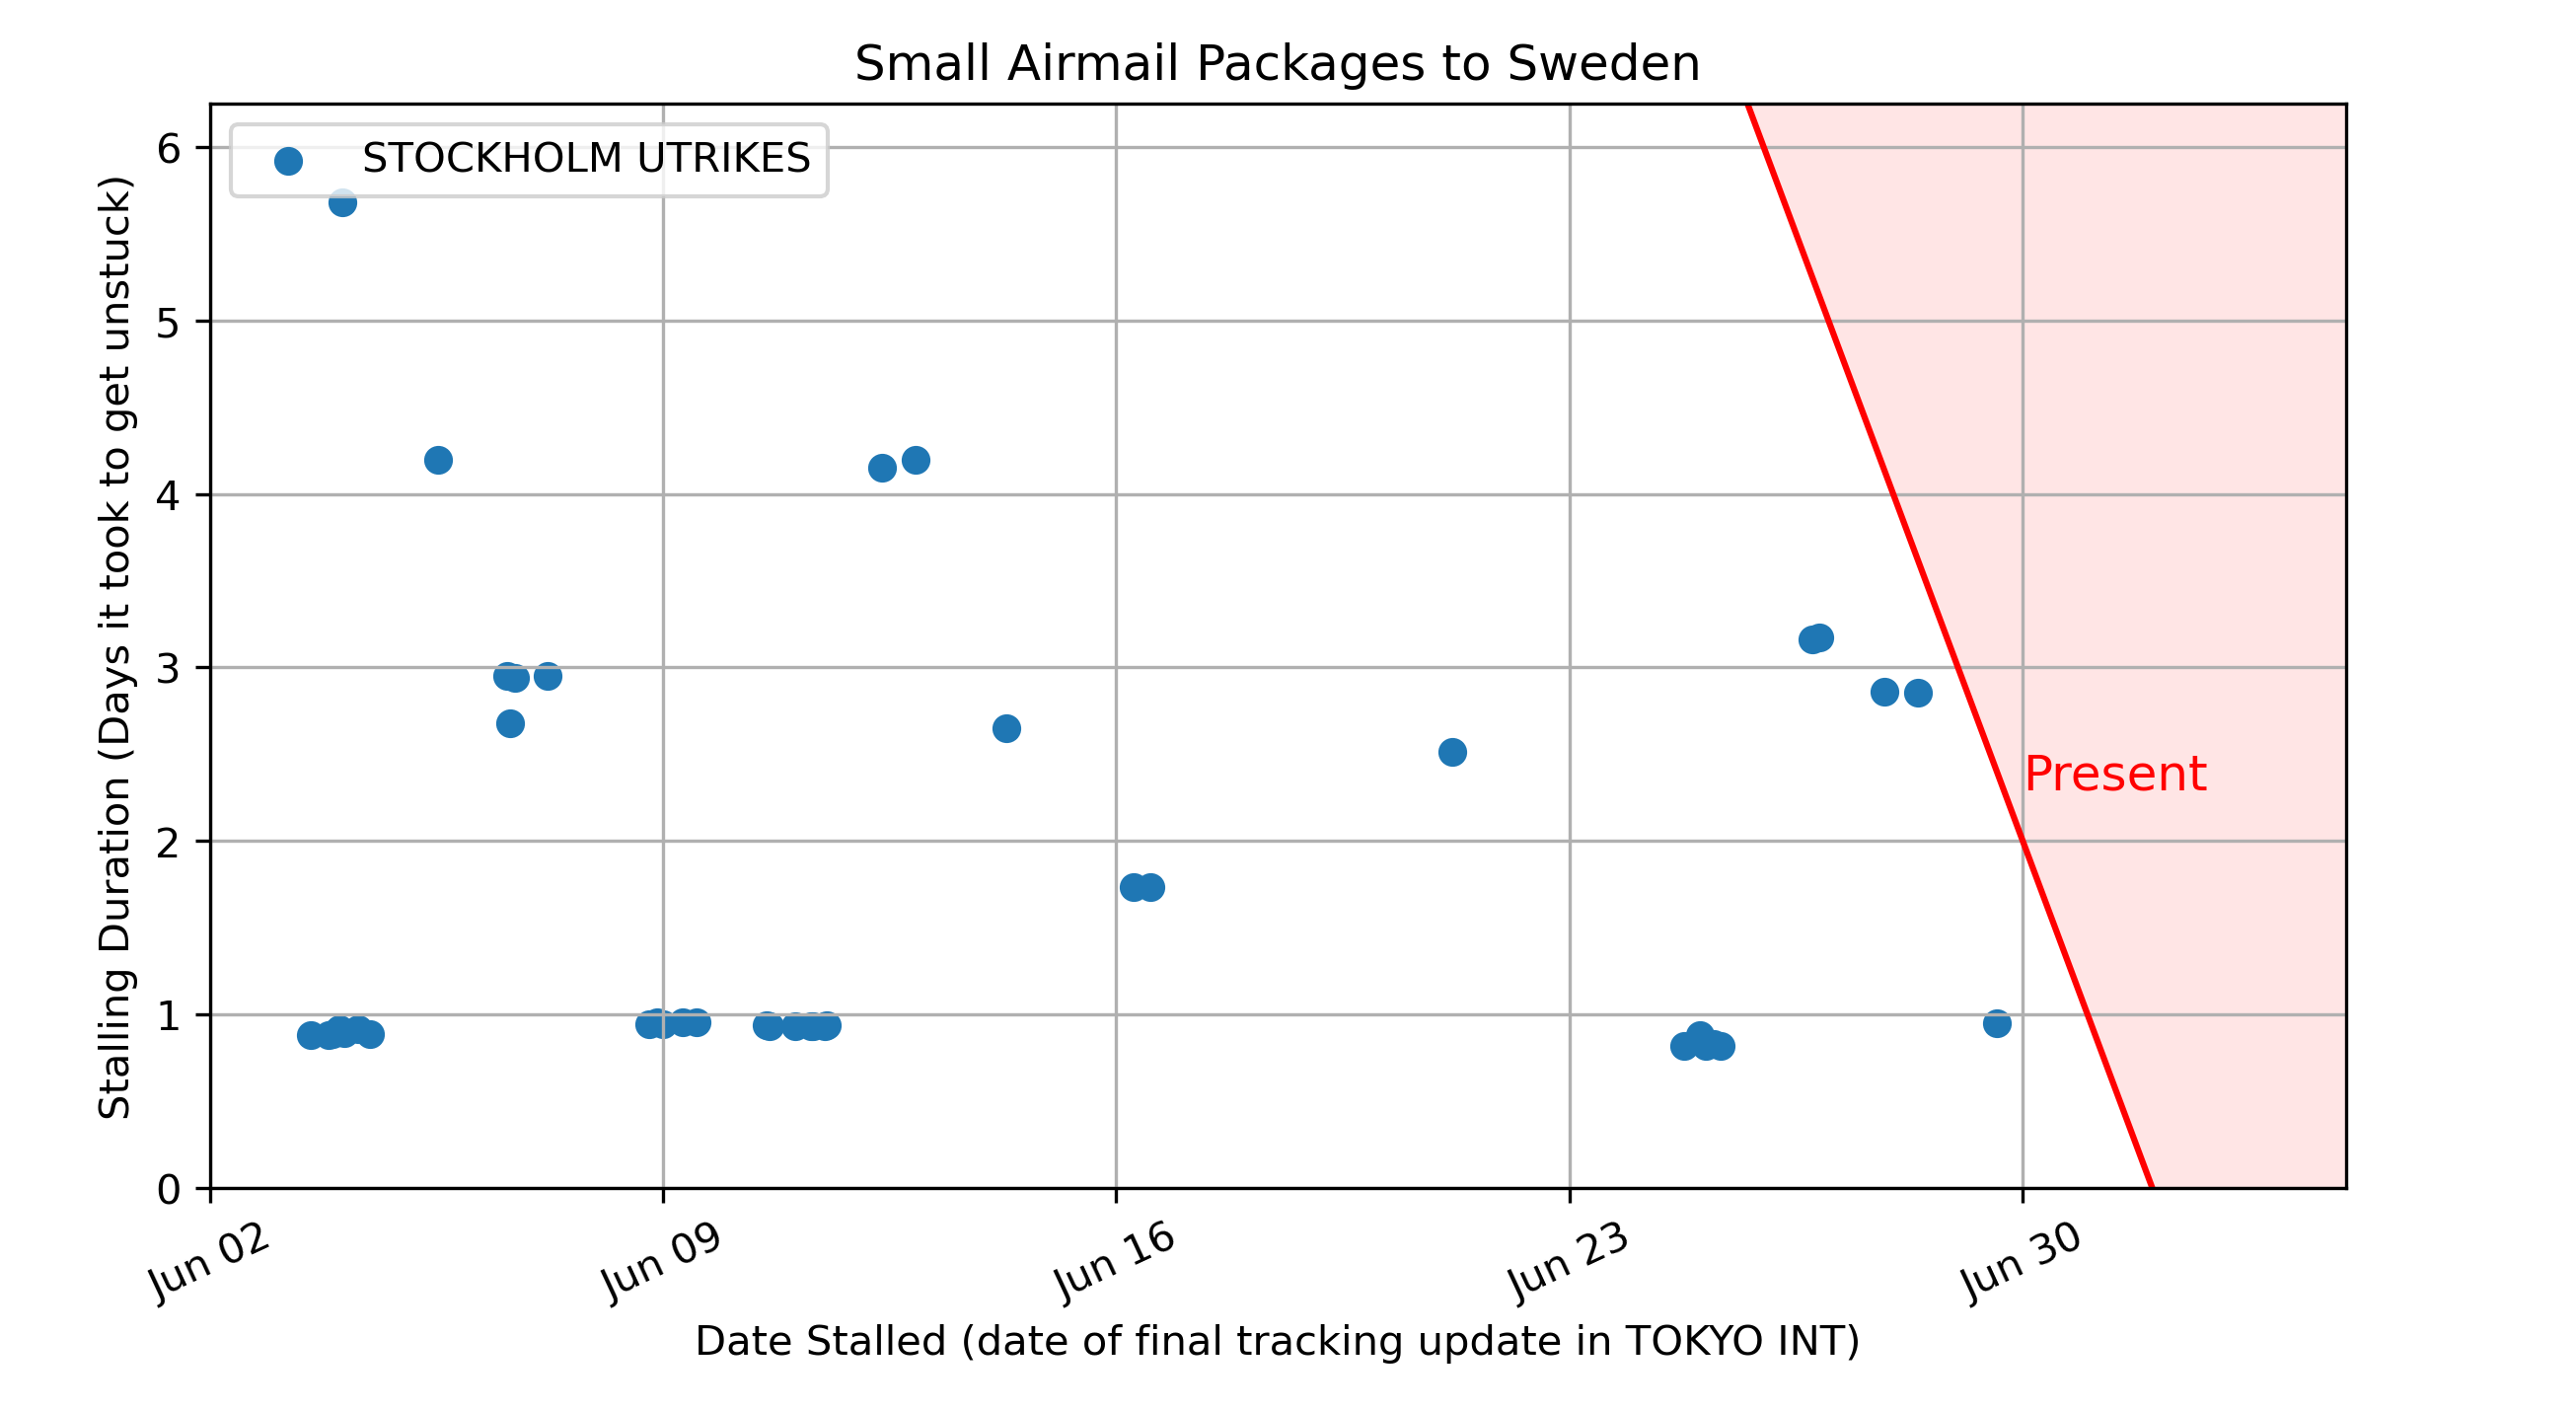 Small Airmail Packages to Sweden
STOCKHOLM UTRIKES
Stalling Duration (Days it took to get unstuck)
6
5
4
3
2
1
0
Present
Jun 02
Jun 09
Jun 16
Jun 23
Jun 30
Date Stalled (date of final tracking update in TOKYO INT)